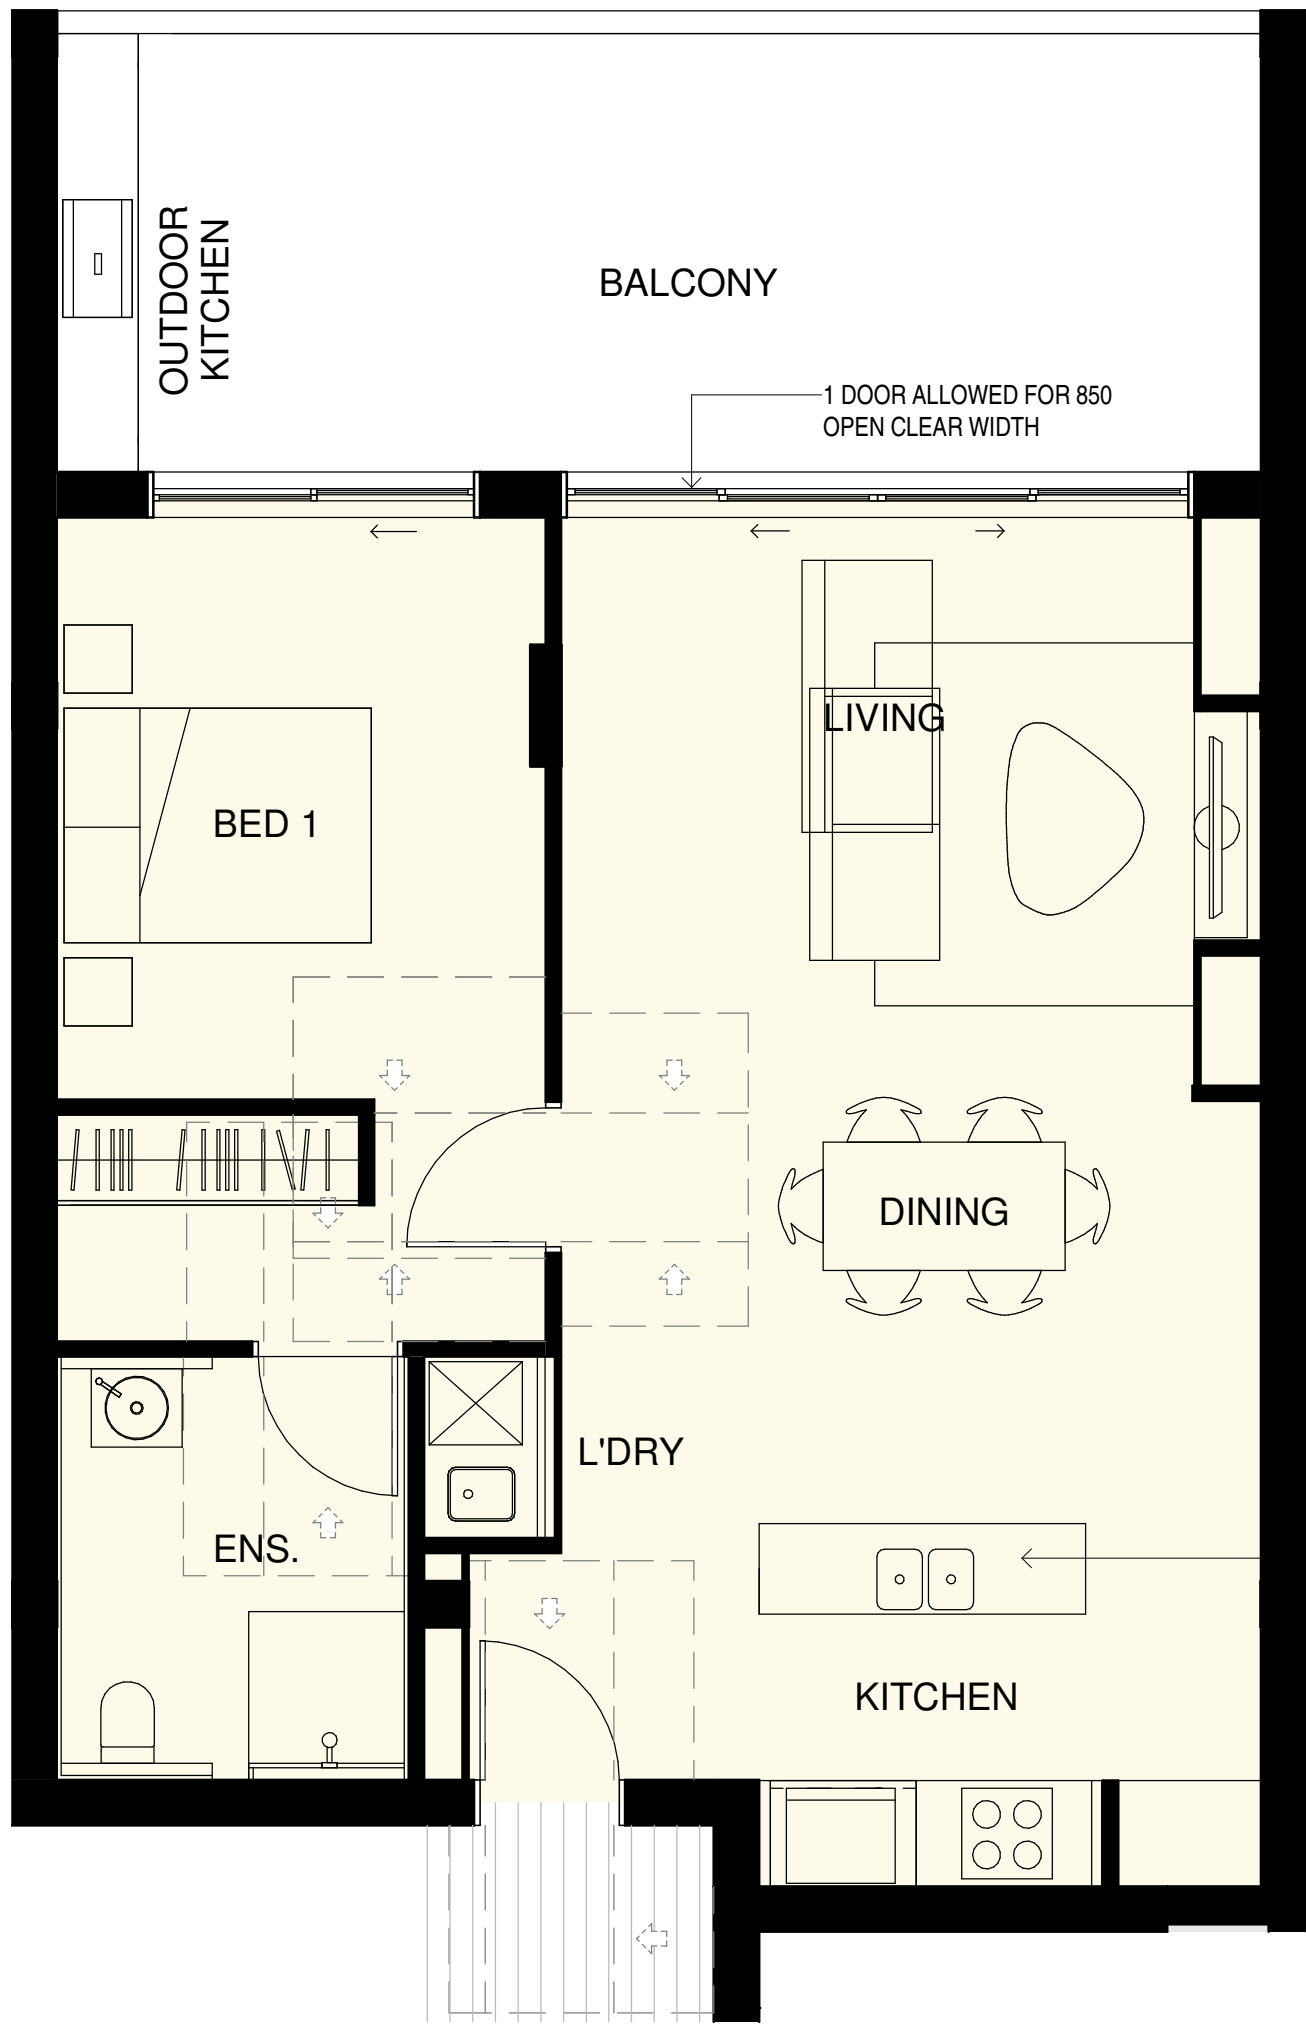 OUTDOOR
KITCHEN
BALCONY
1 DOOR ALLOWED FOR 850
OPEN CLEAR WIDTH
LIVING
BED 1
DINING
L'DRY
ENS.
KITCHEN